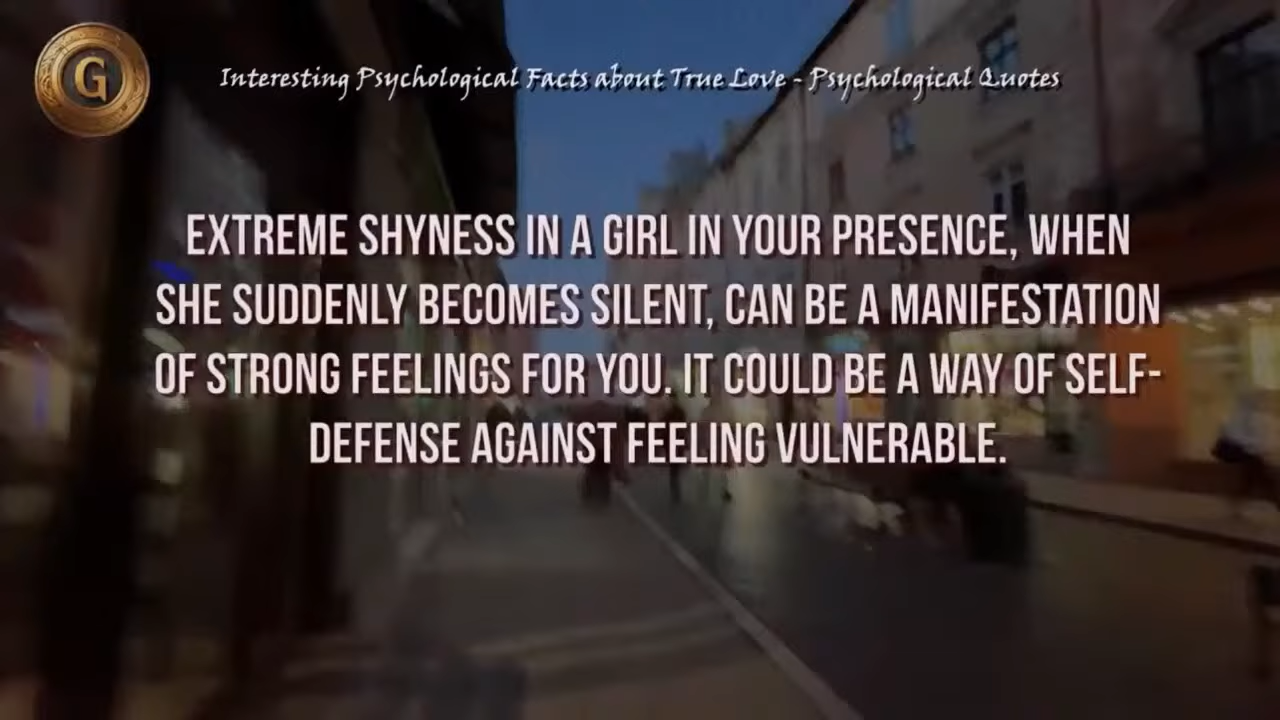 G
Interesting Psychological Facts about True Love - Psychological Quotes
EXTREME SHYNESS IN A GIRL IN YOUR PRESENCE, WHEN
SHE SUDDENLY BECOMES SILENT, CAN BE A MANIFESTATION
OF STRONG FEELINGS FOR YOU. IT COULD BE A WAY OF SELF-
DEFENSE AGAINST FEELING VULNERABLE.